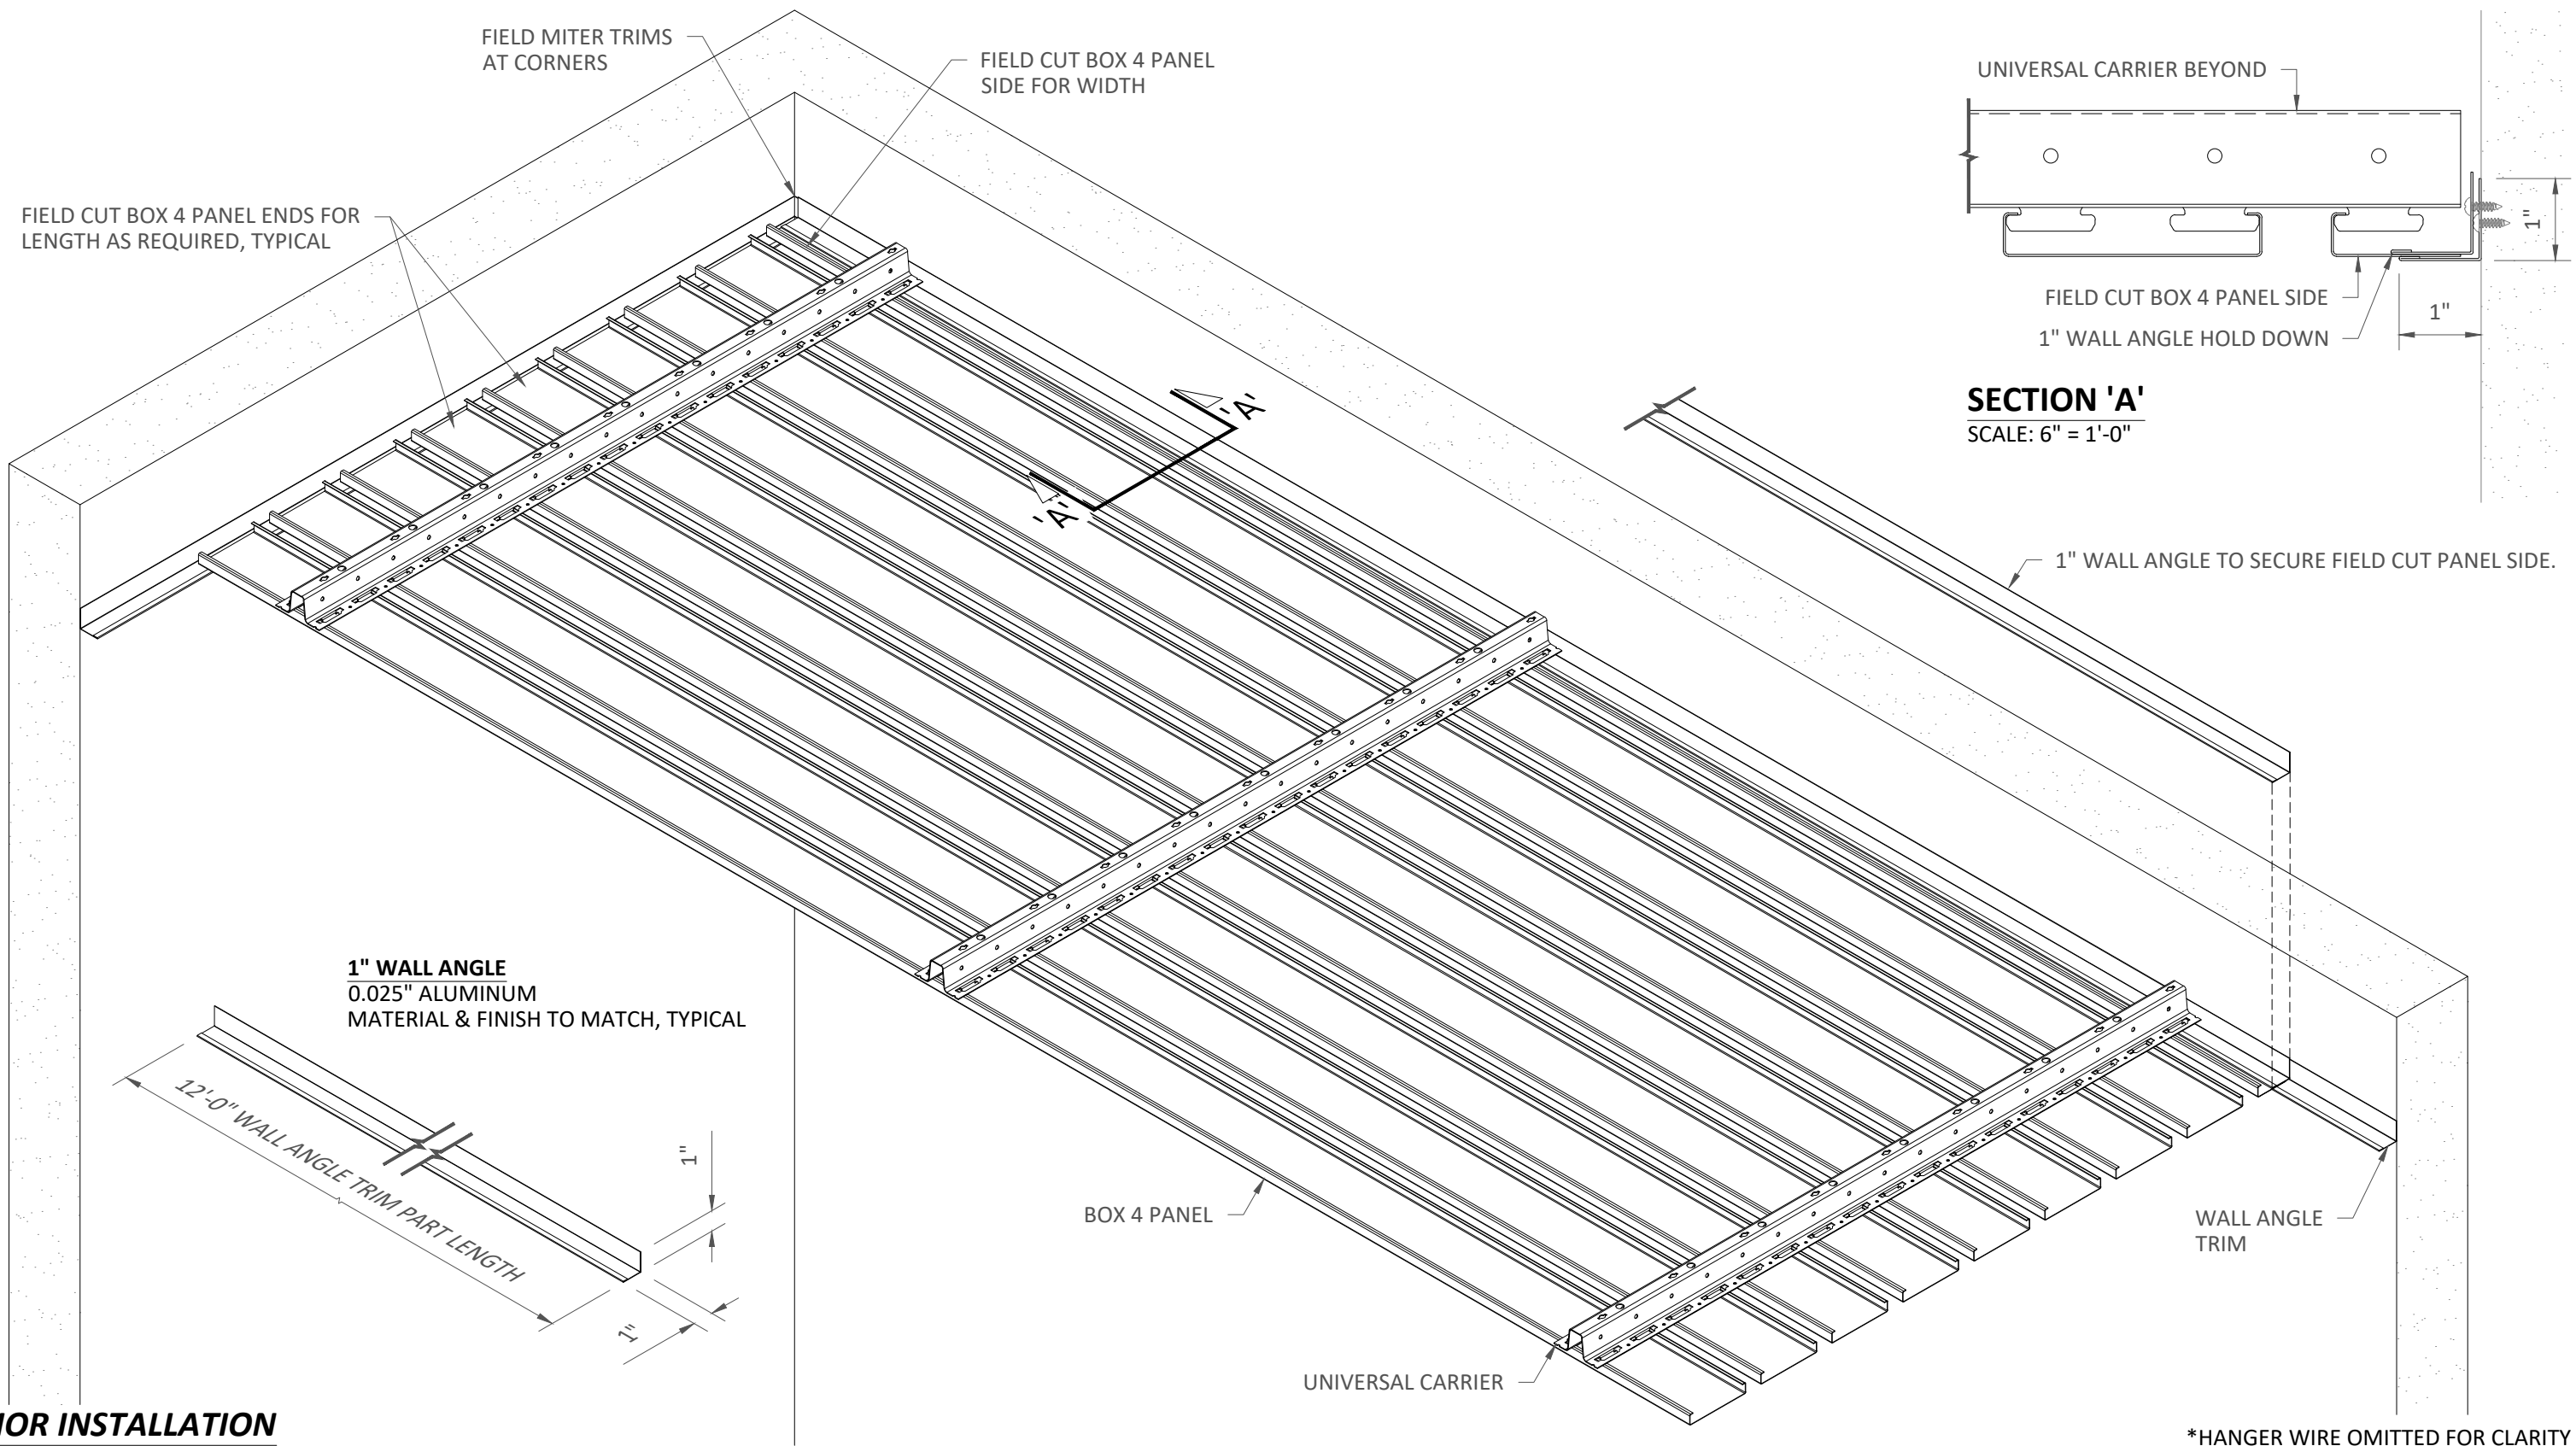 FIELD MITER TRIMS
AT CORNERS
FIELD CUT BOX 4 PANEL
SIDE FOR WIDTH
FIELD CUT BOX 4 PANEL ENDS FOR
LENGTH AS REQUIRED, TYPICAL
UNIVERSAL CARRIER BEYOND
1"
FIELD CUT BOX 4 PANEL SIDE
1"
1" WALL ANGLE HOLD DOWN
SECTION 'A'
SCALE: 6" = 1'-0"
'A'
'A'
1" WALL ANGLE TO SECURE FIELD CUT PANEL SIDE.
1" WALL ANGLE
0.025" ALUMINUM
MATERIAL & FINISH TO MATCH, TYPICAL
12'-0" WALL ANGLE TRIM PART LENGTH
1"
1"
BOX 4 PANEL
WALL ANGLE
TRIM
UNIVERSAL CARRIER
INSTALLATION
*HANGER WIRE OMITTED FOR CLARITY